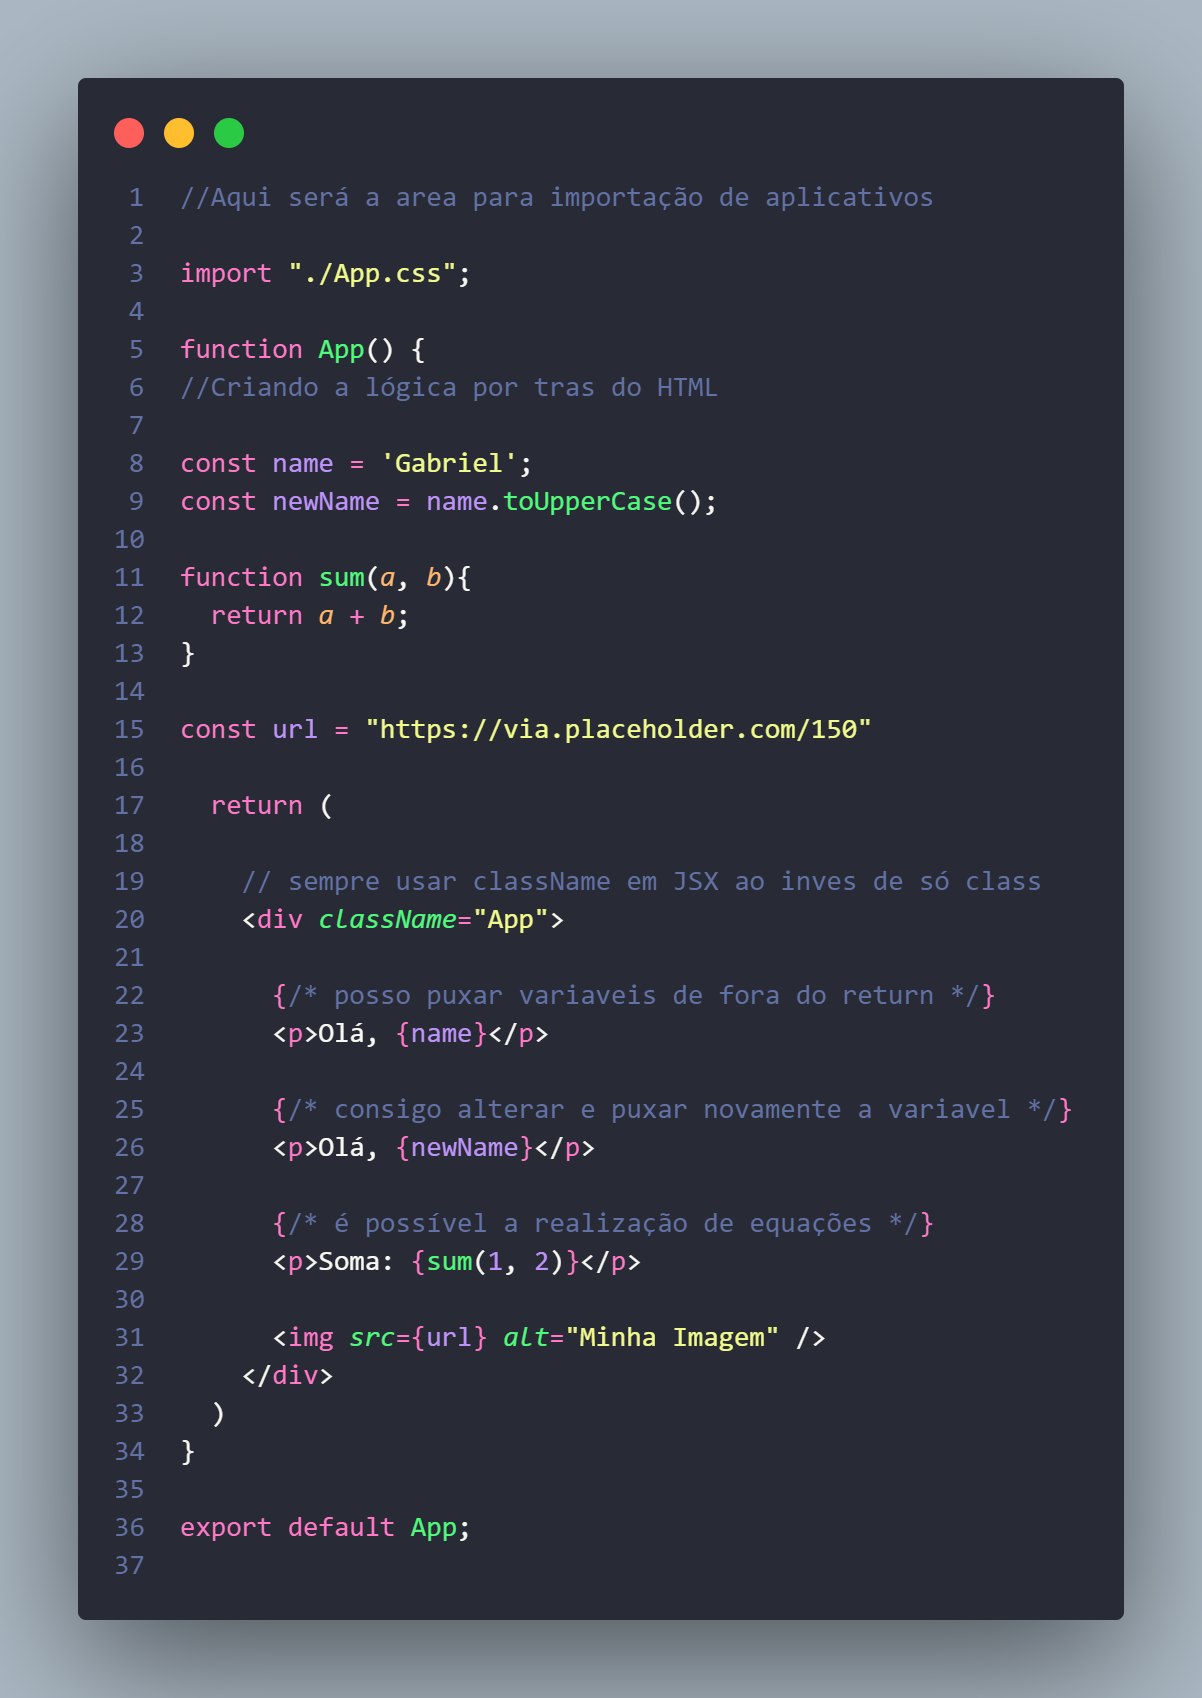 1 //Aqui será a area para importação de aplicativos
2
3 import "./App.css";
4
5 function App() {
6 //Criando a lógica por tras do HTML
7
8 const name = 'Gabriel';
9 const newName = name.toUpperCase();
10
11 function sum(a, b){
12   return a + b;
13 }
14
15 const url = "https://via.placeholder.com/150"
16
17   return (
18
19     // sempre usar className em JSX ao inves de só class
20     <div className="App">
21
22       {/* posso puxar variaveis de fora do return */}
23       <p>Olá, {name}</p>
24
25       {/* consigo alterar e puxar novamente a variavel */}
26       <p>Olá, {newName}</p>
27
28       {/* é possível a realização de equações */}
29       <p>Soma: {sum(1, 2)}</p>
30
31       <img src={url} alt="Minha Imagem" />
32     </div>
33   )
34 }
35
36 export default App;
37